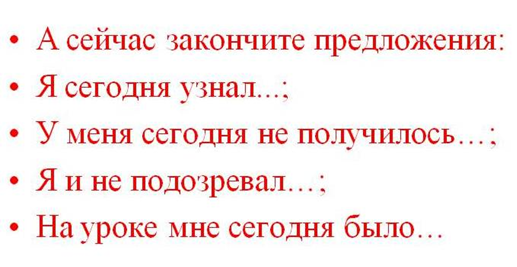 • А сейчас закончите предложения:
• Я сегодня узнал...;
• У меня сегодня не получилось…;
• Я и не подозревал…;
• На уроке мне сегодня было…